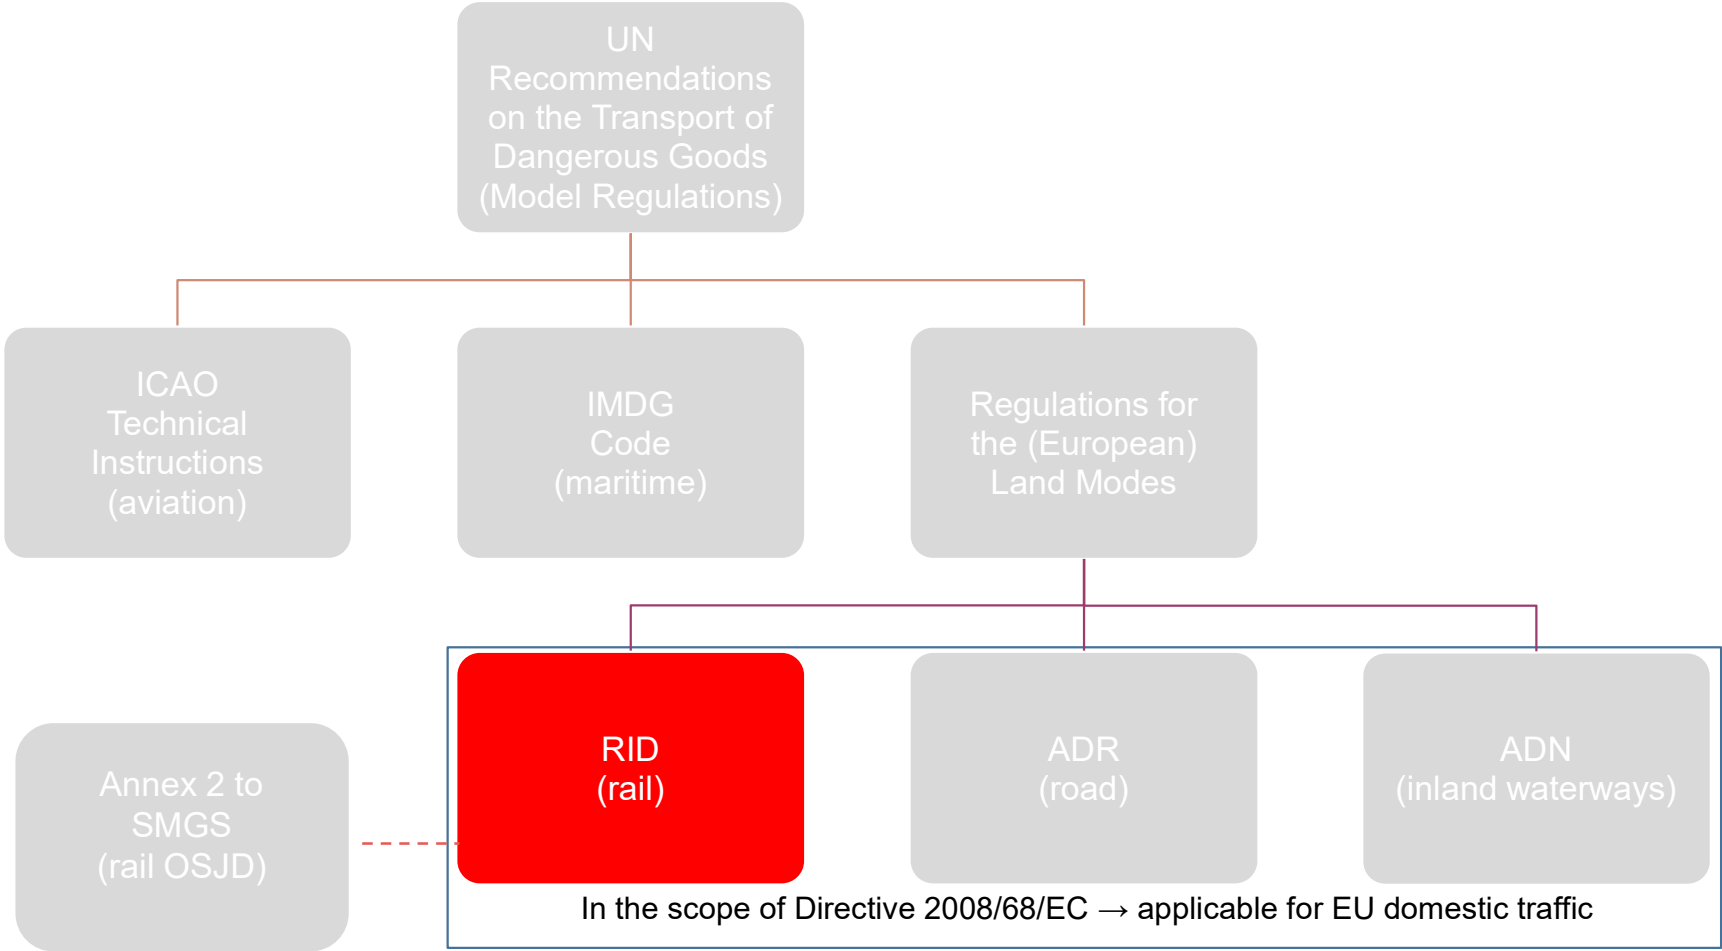 UN
Recommendations
on the Transport of
Dangerous Goods
(Model Regulations)
ICAO
Technical
Instructions
(aviation)
IMDG
Code
(maritime)
Regulations for
the (European)
Land Modes
Annex 2 to
SMGS
(rail OSJD)
RID
(rail)
ADR
(road)
ADN
(inland waterways)
In the scope of Directive 2008/68/EC → applicable for EU domestic traffic